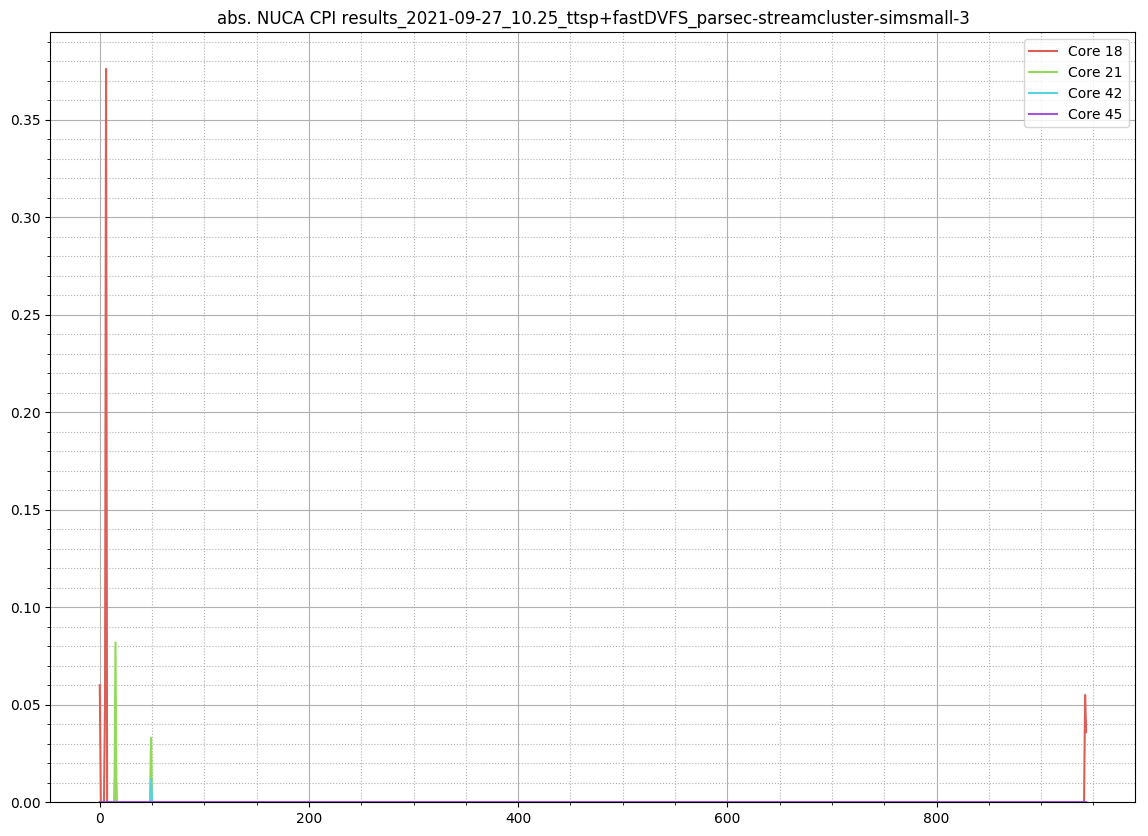 abs. NUCA CPI results_2021-09-27_10.25_ttsp+fastDVFS_parsec-streamcluster-simsmall-3
Core 18
Core 21
Core 42
Core 45
0.35
0.30
0.25
0.20
0.15
0.10
0.05
0.00
0 200 400 600 800